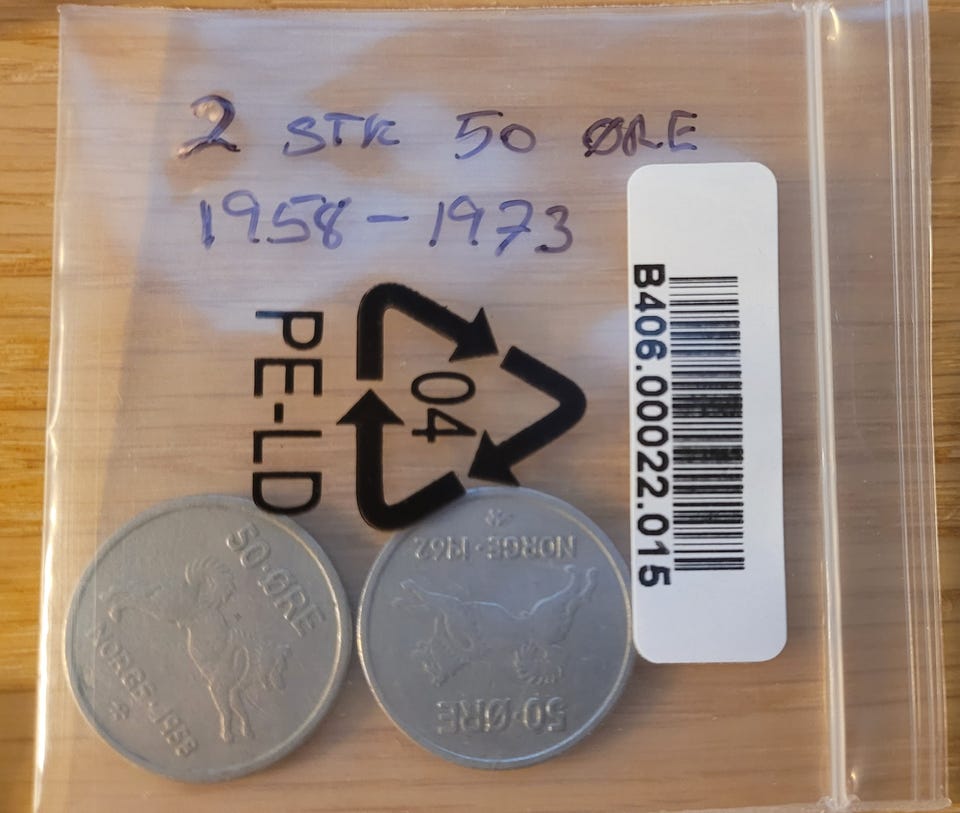 2 STK 50 ØRE
1958-1973
B406.00022.015
PE-LD
04
50·ØRE
NORGE·1958
NORGE·1962
50·ØRE